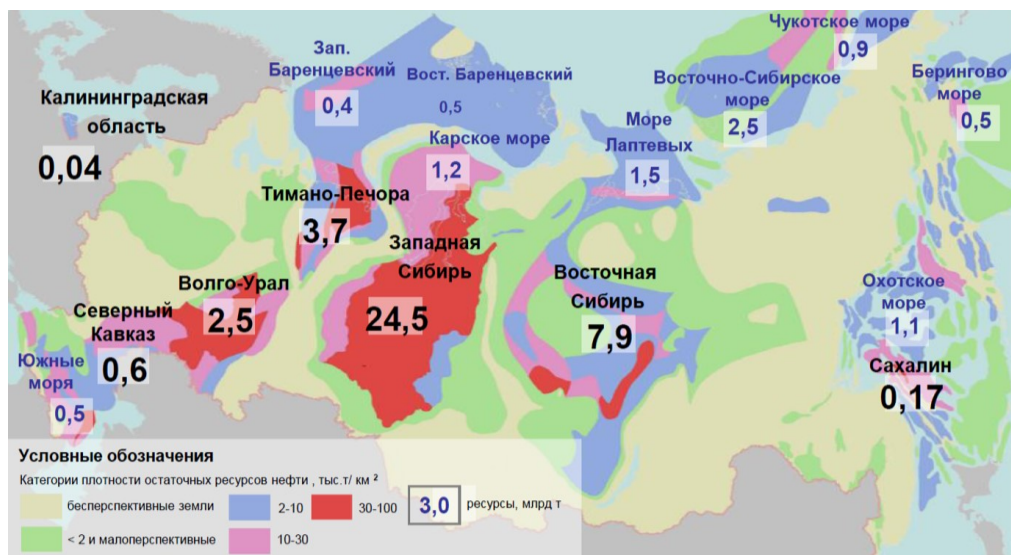 Чукотское море
0,9
Зап.
Баренцевский
0,4
Вост. Баренцевский
0,5
Восточно-Сибирское
море
2,5
Берингово
море
0,5
Калининградская
область
0,04
Карское море
1,2
Море
Лаптевых
1,5
Тимано-Печора
3,7
Западная
Сибирь
24,5
Восточная
Сибирь
7,9
Волго-Урал
2,5
Северный
Кавказ
0,6
Южные
моря
0,5
Охотское
море
1,1
Сахалин
0,17
Условные обозначения
Категории плотности остаточных ресурсов нефти , тыс.т/ км ²
бесперспективные земли
2-10
30-100
3,0
ресурсы, млрд т
< 2 и малоперспективные
10-30